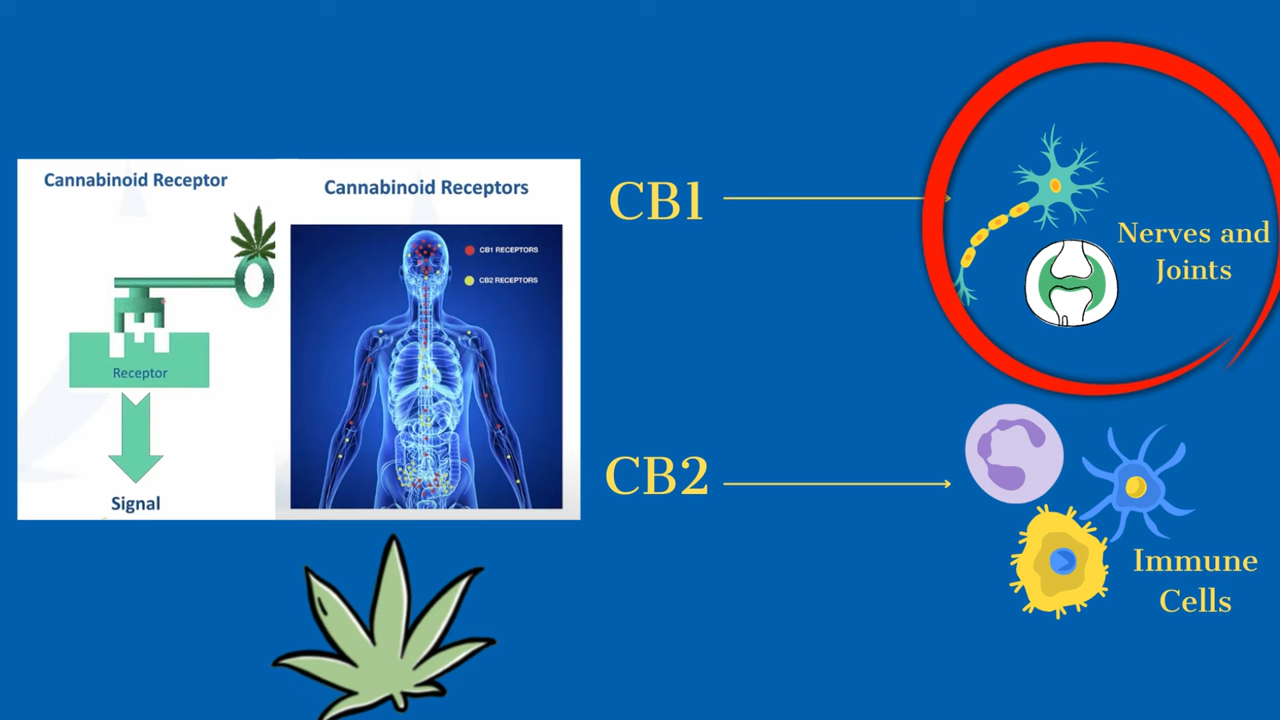 Cannabinoid Receptor
Receptor
Signal
Cannabinoid Receptors
CB1 RECEPTORS
CB2 RECEPTORS
CB1
Nerves and
Joints
CB2
Immune
Cells